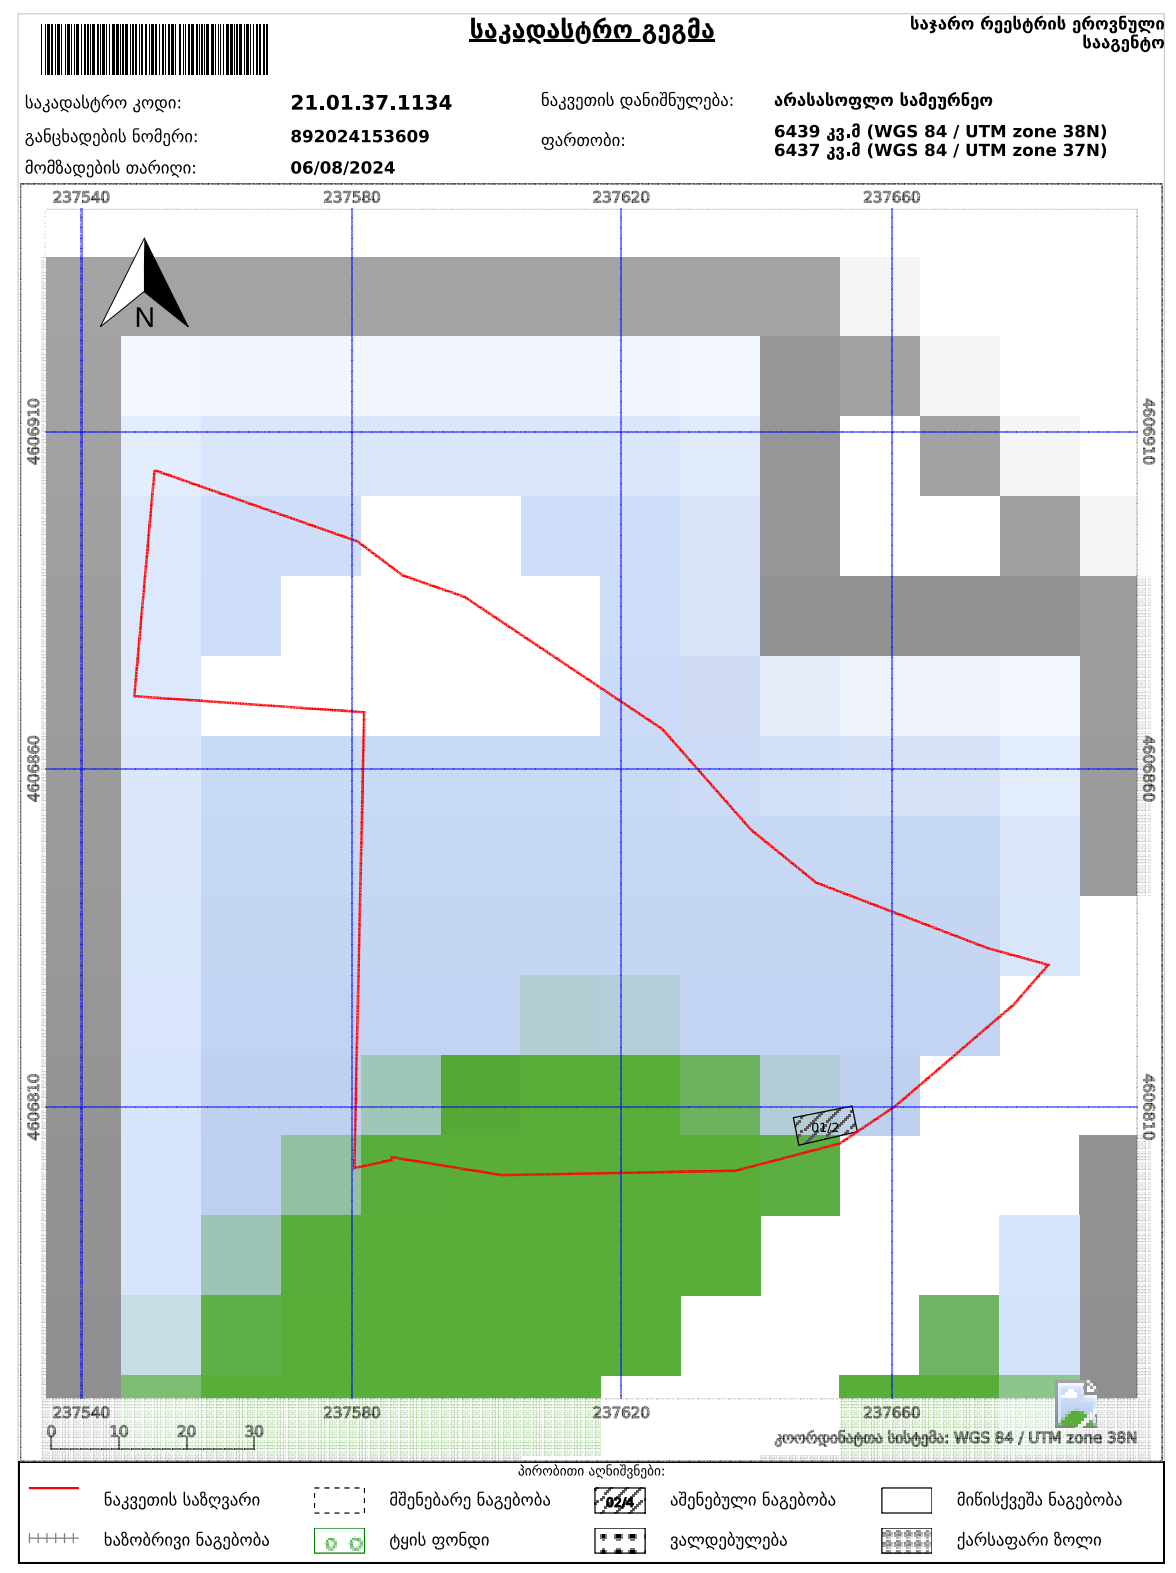 საკადასტრო გეგმა
საჯარო რეესტრის ეროვნული
სააგენტო
საკადასტრო კოდი: 21.01.37.1134
ნაკვეთის დანიშნულება: არასასოფლო სამეურნეო
განცხადების ნომერი: 892024153609
ფართობი: 6439 კვ.მ (WGS 84 / UTM zone 38N)
6437 კვ.მ (WGS 84 / UTM zone 37N)
მომზადების თარიღი: 06/08/2024
237540 237580 237620 237660
N
4606910 4606910
4606860 4606860
4606810 4606810
01/2
237540 237580 237620 237660
0 10 20 30
კოორდინატთა სისტემა: WGS 84 / UTM zone 38N
პირობითი აღნიშვნები:
ნაკვეთის საზღვარი მშენებარე ნაგებობა 02/4 აშენებული ნაგებობა მიწისქვეშა ნაგებობა
ხაზობრივი ნაგებობა ტყის ფონდი ვალდებულება ქარსაფარი ზოლი